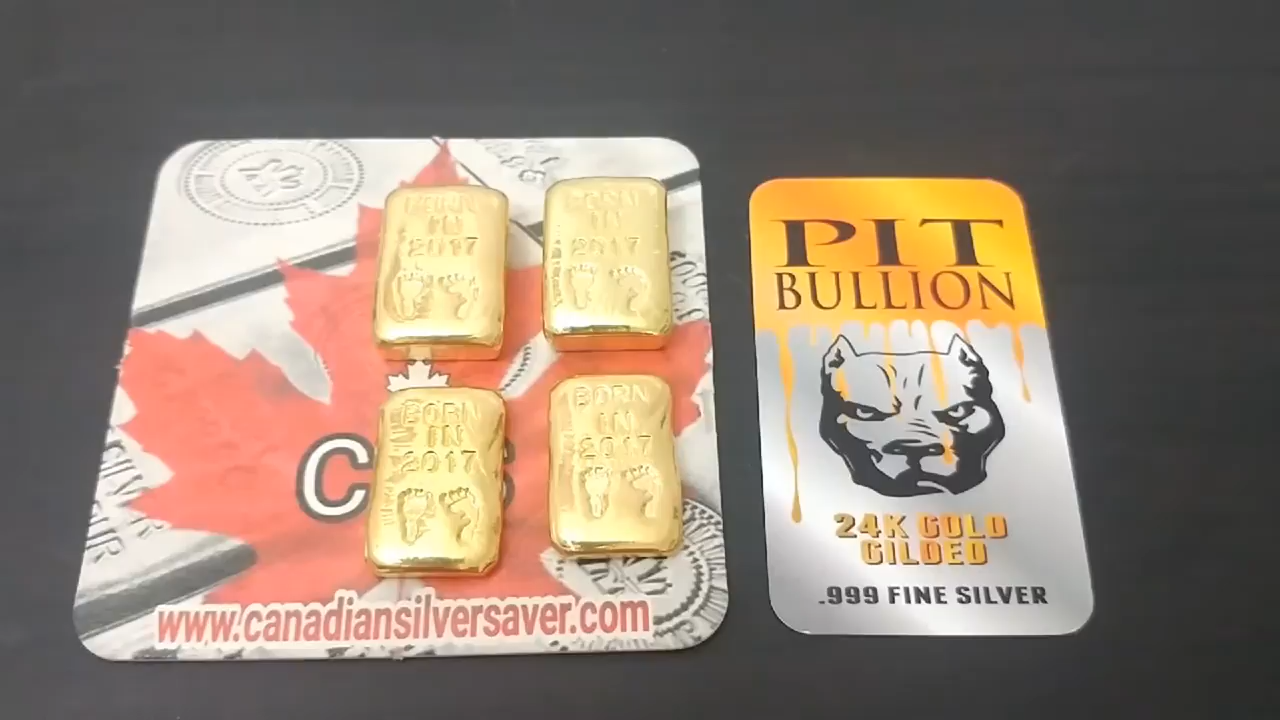 BORN
IN
2017
BORN
IN
2017
BORN
IN
2017
BORN
IN
2017
C S
www.canadiansilversaver.com
PIT
BULLION
24K GOLD
GILDED
.999 FINE SILVER